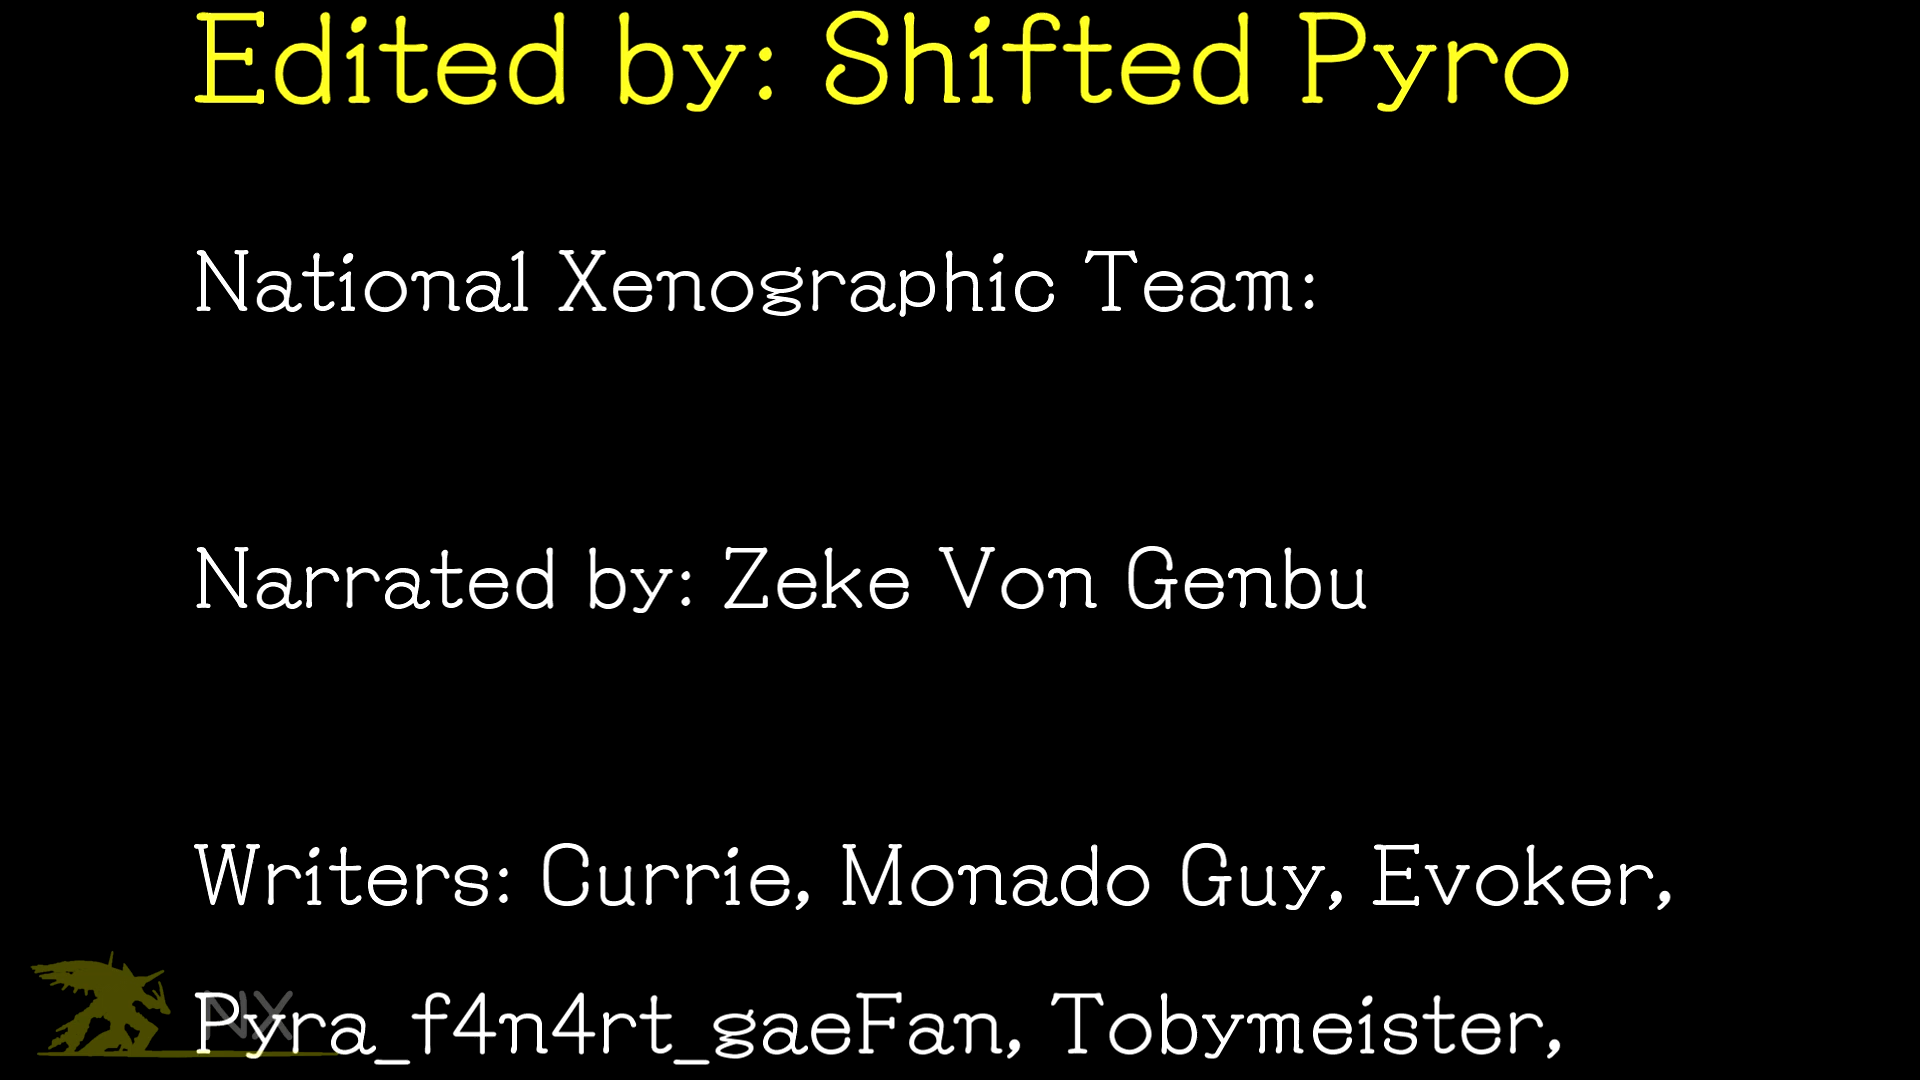 Edited by: Shifted Pyro
National Xenographic Team:
Narrated by: Zeke Von Genbu
Writers: Currie, Monado Guy, Evoker,
Pyra_f4n4rt_gaeFan, Tobymeister,
NX